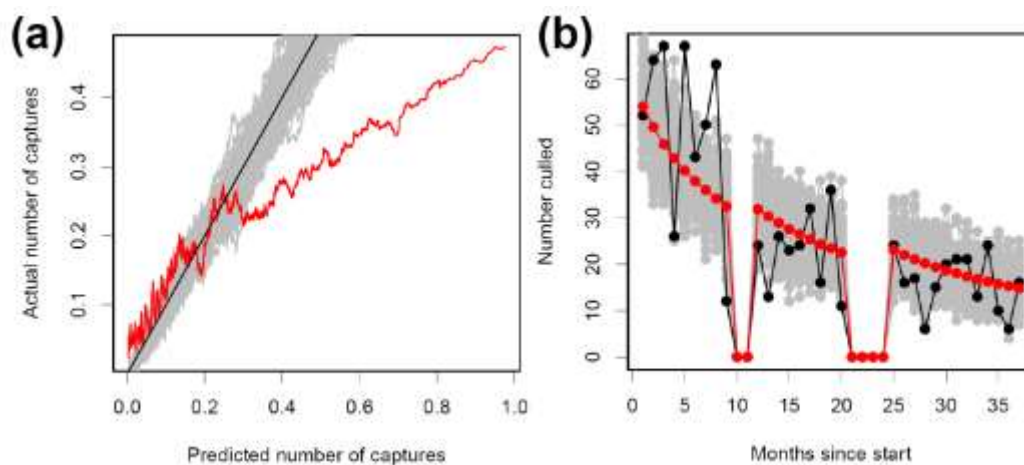 (a)
Actual number of captures
0.4
0.3
0.2
0.1
0.0 0.2 0.4 0.6 0.8 1.0
Predicted number of captures
(b)
Number culled
60
50
40
30
20
10
0
0 5 10 15 20 25 30 35
Months since start